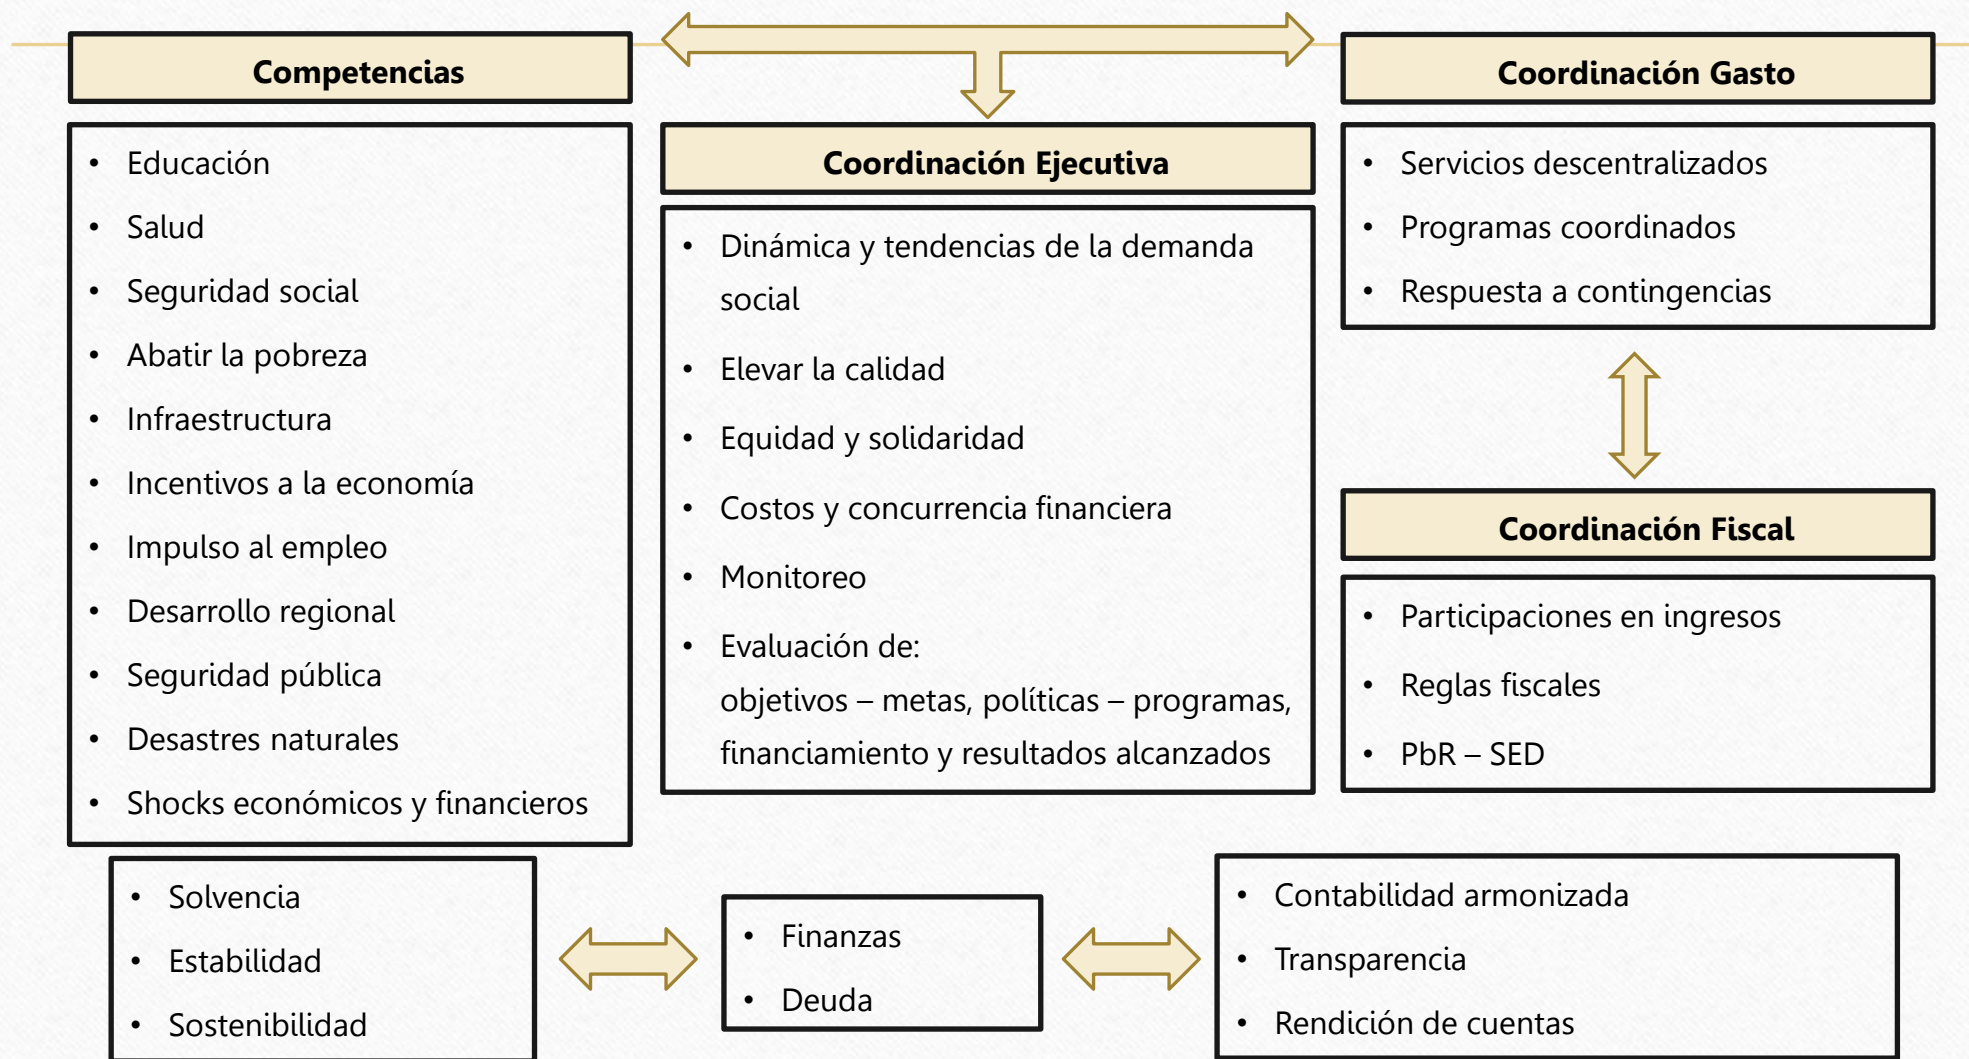 Competencias
• Educación
• Salud
• Seguridad social
• Abatir la pobreza
• Infraestructura
• Incentivos a la economía
• Impulso al empleo
• Desarrollo regional
• Seguridad pública
• Desastres naturales
• Shocks económicos y financieros
Coordinación Ejecutiva
• Dinámica y tendencias de la demanda
social
• Elevar la calidad
• Equidad y solidaridad
• Costos y concurrencia financiera
• Monitoreo
• Evaluación de:
objetivos – metas, políticas – programas,
financiamiento y resultados alcanzados
Coordinación Gasto
• Servicios descentralizados
• Programas coordinados
• Respuesta a contingencias
Coordinación Fiscal
• Participaciones en ingresos
• Reglas fiscales
• PbR – SED
• Solvencia
• Estabilidad
• Sostenibilidad
• Finanzas
• Deuda
• Contabilidad armonizada
• Transparencia
• Rendición de cuentas